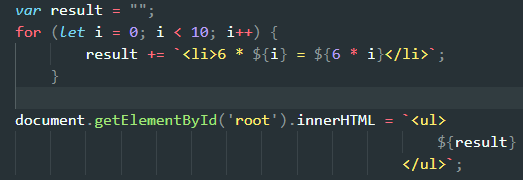 var result = "";
for (let i = 0; i < 10; i++) {
result += `<li>6 * ${i} = ${6 * i}</li>`;
}
document.getElementById('root').innerHTML = `<ul>
${result}
</ul>`;